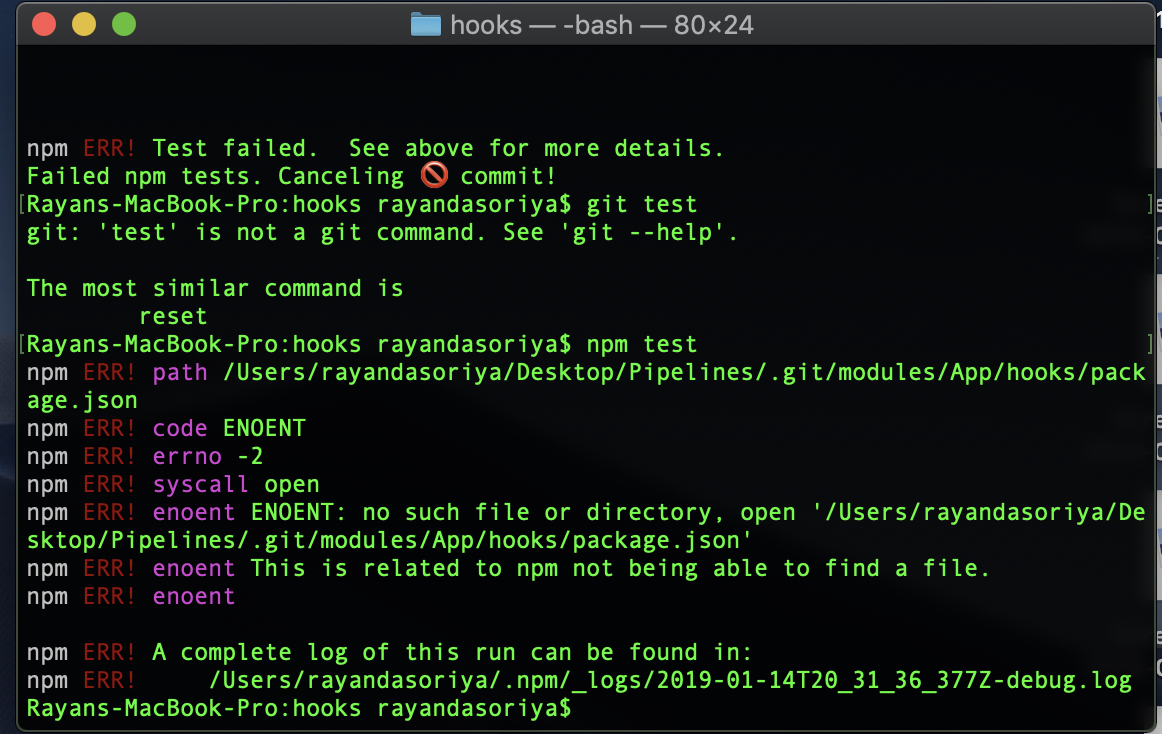 hooks — -bash — 80×24
npm ERR! Test failed.  See above for more details.
Failed npm tests. Canceling 🚫 commit!
[Rayans-MacBook-Pro:hooks rayandasoriya$ git test ]
git: 'test' is not a git command. See 'git --help'.
The most similar command is
        reset
[Rayans-MacBook-Pro:hooks rayandasoriya$ npm test ]
npm ERR! path /Users/rayandasoriya/Desktop/Pipelines/.git/modules/App/hooks/pack
age.json
npm ERR! code ENOENT
npm ERR! errno -2
npm ERR! syscall open
npm ERR! enoent ENOENT: no such file or directory, open '/Users/rayandasoriya/De
sktop/Pipelines/.git/modules/App/hooks/package.json'
npm ERR! enoent This is related to npm not being able to find a file.
npm ERR! enoent
npm ERR! A complete log of this run can be found in:
npm ERR!     /Users/rayandasoriya/.npm/_logs/2019-01-14T20_31_36_377Z-debug.log
Rayans-MacBook-Pro:hooks rayandasoriya$